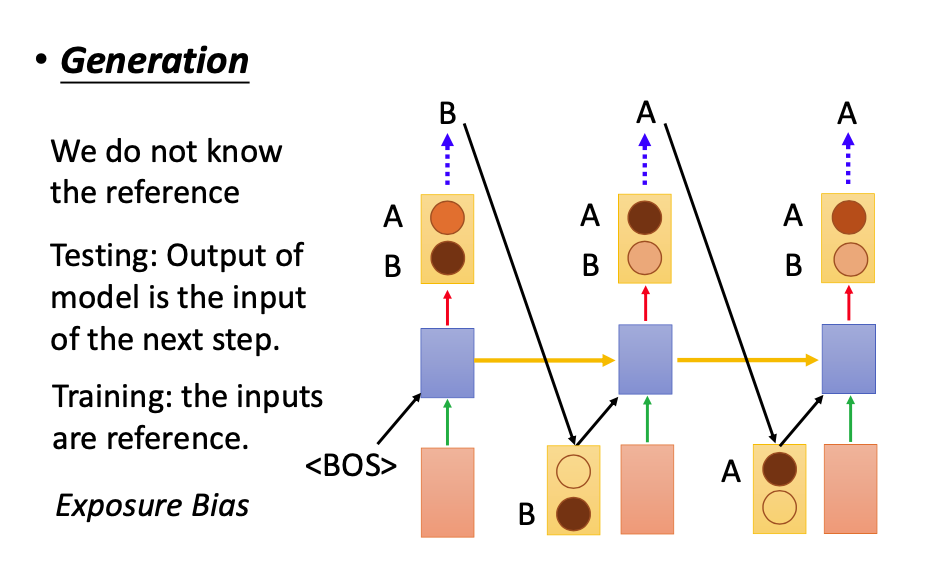 • Generation
We do not know
the reference
Testing: Output of
model is the input
of the next step.
Training: the inputs
are reference.
Exposure Bias
B
A
A
A
B
A
B
A
B
<BOS>
B
A